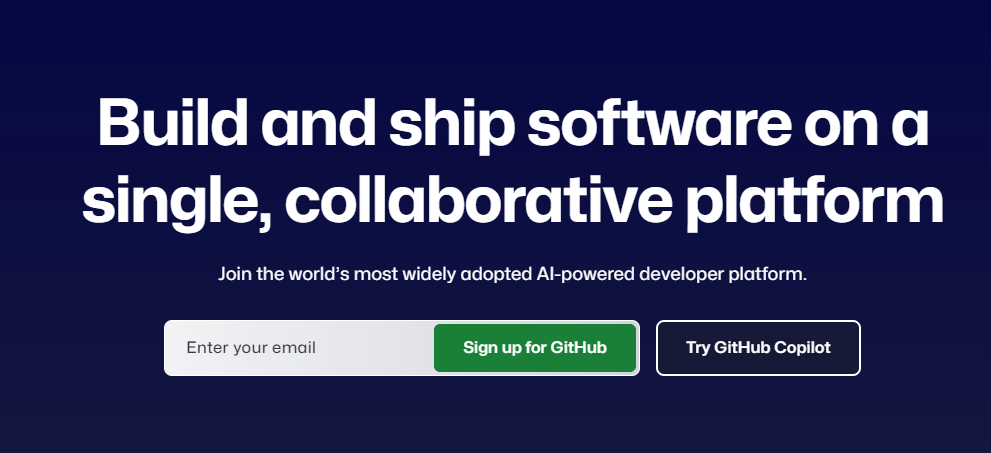 Build and ship software on a
single, collaborative platform
Join the world’s most widely adopted AI-powered developer platform.
Enter your email
Sign up for GitHub
Try GitHub Copilot